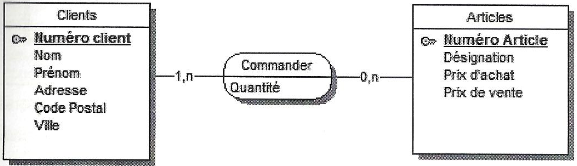 Clients
Numéro client
Nom
Prénom
Adresse
Code Postal
Ville
1,n
Commander
Quantité
0,n
Articles
Numéro Article
Désignation
Prix d'achat
Prix de vente